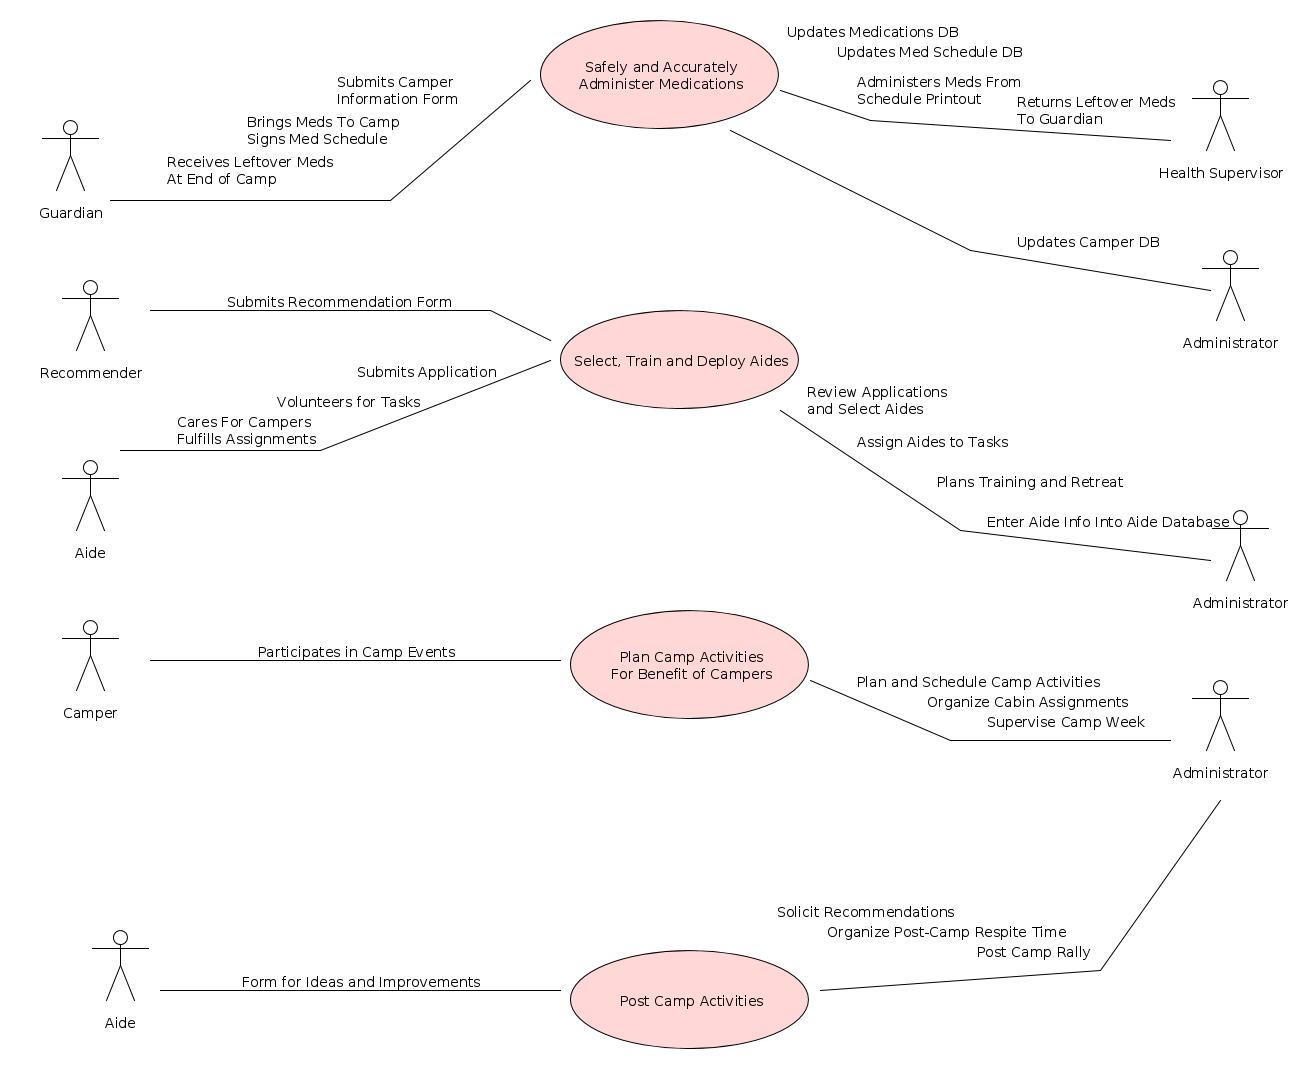 Updates Medications DB
Updates Med Schedule DB
Safely and Accurately
Administer Medications
Submits Camper
Information Form
Administers Meds From
Schedule Printout
Returns Leftover Meds
To Guardian
Brings Meds To Camp
Signs Med Schedule
Receives Leftover Meds
At End of Camp
Health Supervisor
Guardian
Updates Camper DB
Administrator
Submits Recommendation Form
Recommender
Select, Train and Deploy Aides
Submits Application
Volunteers for Tasks
Cares For Campers
Fulfills Assignments
Review Applications
and Select Aides
Assign Aides to Tasks
Plans Training and Retreat
Enter Aide Info Into Aide Database
Aide
Administrator
Participates in Camp Events
Plan Camp Activities
For Benefit of Campers
Plan and Schedule Camp Activities
Organize Cabin Assignments
Supervise Camp Week
Camper
Administrator
Solicit Recommendations
Organize Post-Camp Respite Time
Post Camp Rally
Form for Ideas and Improvements
Post Camp Activities
Aide